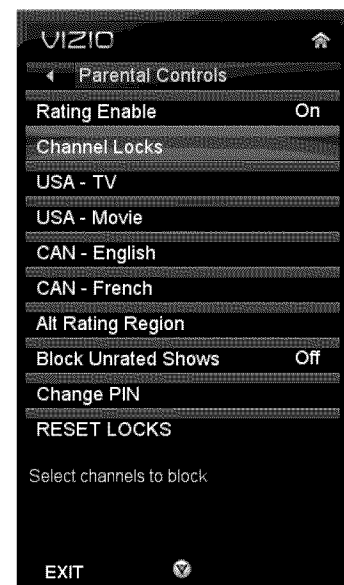 VIZIO
Parental Controls
Rating Enable On
Channel Locks
USA - TV
USA - Movie
CAN - English
CAN - French
Alt Rating Region
Block Unrated Shows Off
Change PIN
RESET LOCKS
Select channels to block
EXIT